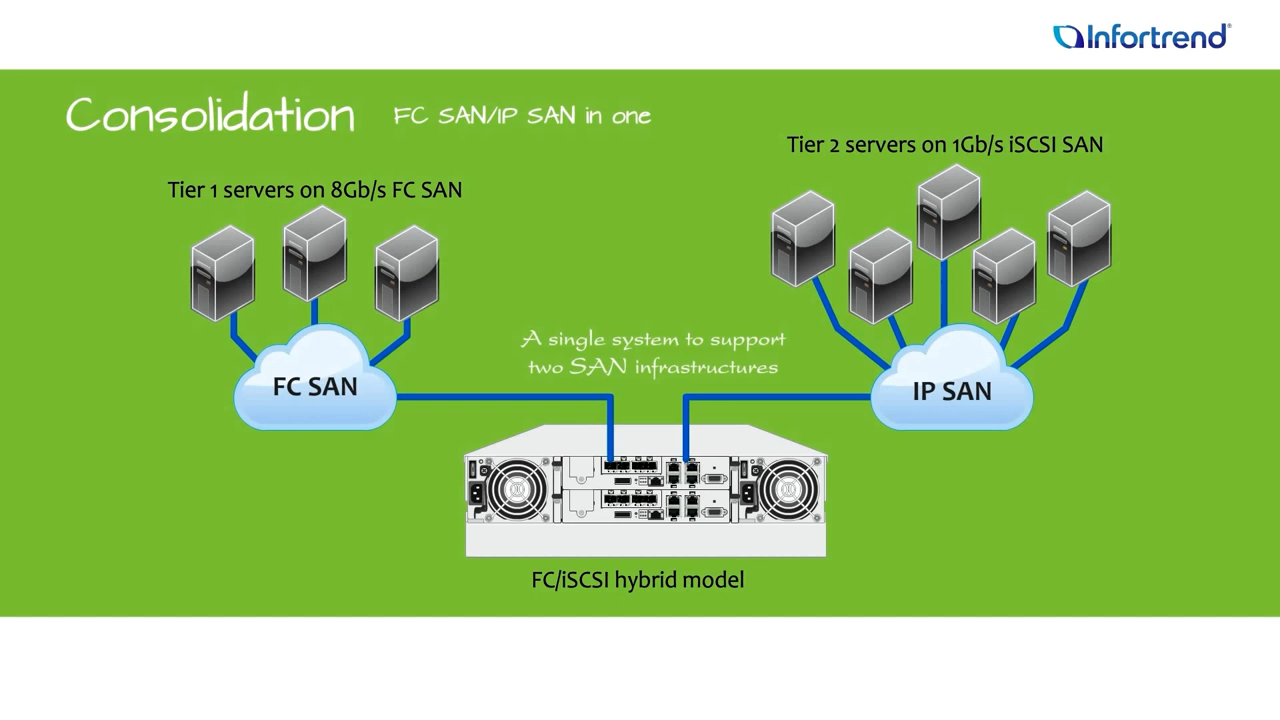 Infortrend®
Consolidation
FC SAN/IP SAN in one
Tier 2 servers on 1Gb/s iSCSI SAN
Tier 1 servers on 8Gb/s FC SAN
A single system to support
two SAN infrastructures
FC SAN
IP SAN
FC/iSCSI hybrid model